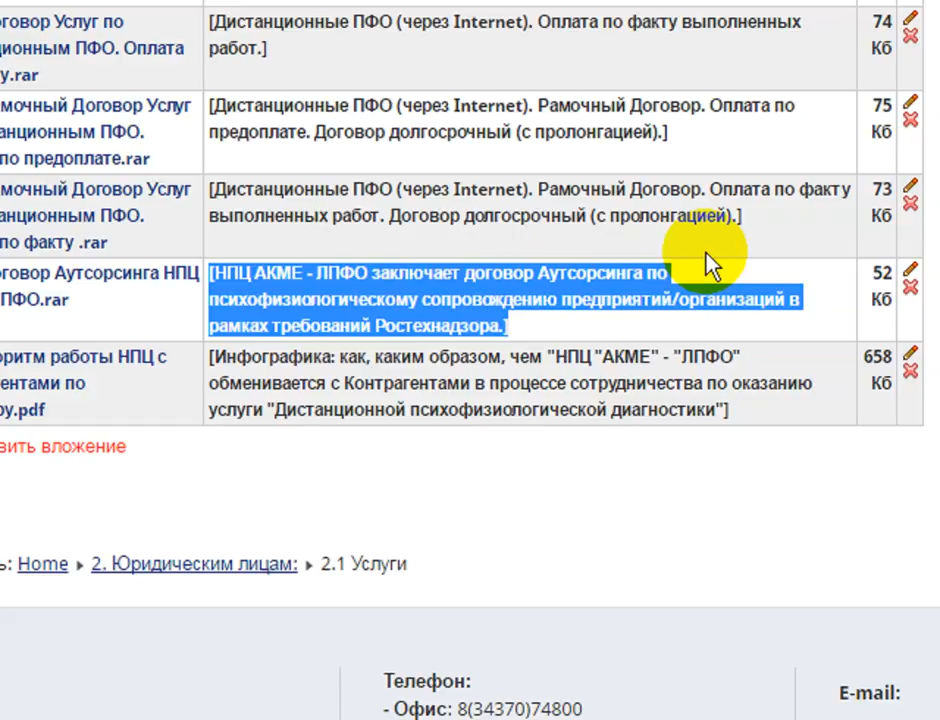 оговор Услуг по
ционным ПФО. Оплата
у.rar
[Дистанционные ПФО (через Internet). Оплата по факту выполненных
работ.]
74
Кб
мочный Договор Услуг
анционным ПФО.
по предоплате.rar
[Дистанционные ПФО (через Internet). Рамочный Договор. Оплата по
предоплате. Договор долгосрочный (с пролонгацией).]
75
Кб
мочный Договор Услуг
анционным ПФО.
по факту .rar
[Дистанционные ПФО (через Internet). Рамочный Договор. Оплата по факту
выполненных работ. Договор долгосрочный (с пролонгацией).]
73
Кб
оговор Аутсорсинга НПЦ
ПФО.rar
[НПЦ АКМЕ - ЛПФО заключает договор Аутсорсинга по
психофизиологическому сопровождению предприятий/организаций в
рамках требований Ростехнадзора.]
52
Кб
оритм работы НПЦ с
ентами по
ру.pdf
[Инфографика: как, каким образом, чем "НПЦ "АКМЕ" - "ЛПФО"
обменивается с Контрагентами в процессе сотрудничества по оказанию
услуги "Дистанционной психофизиологической диагностики"]
658
Кб
вить вложение
ь: Home ▸ 2. Юридическим лицам: ▸ 2.1 Услуги
Телефон:
- Офис: 8(34370)74800
E-mail: